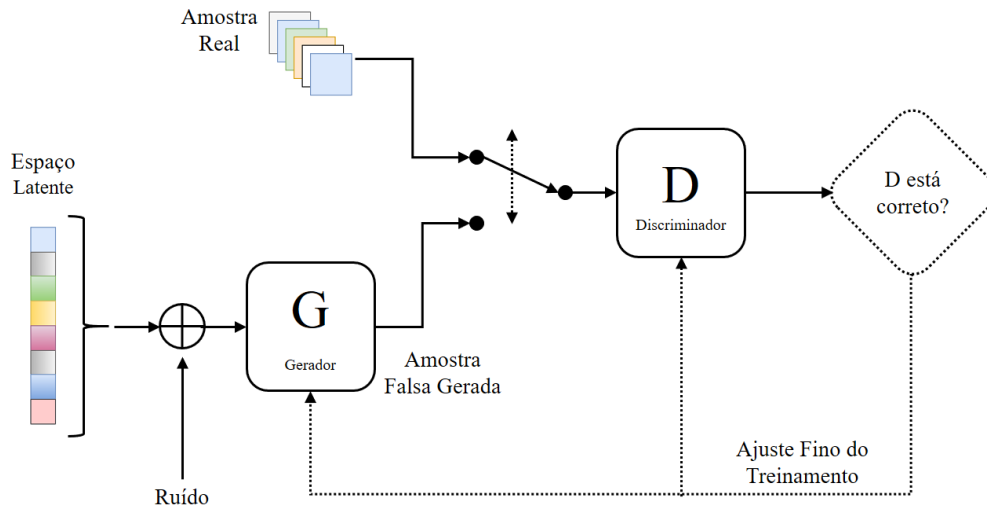 Amostra
Real
Espaço
Latente
D
Discriminador
D está
correto?
G
Gerador
Amostra
Falsa Gerada
Ajuste Fino do
Treinamento
Ruído